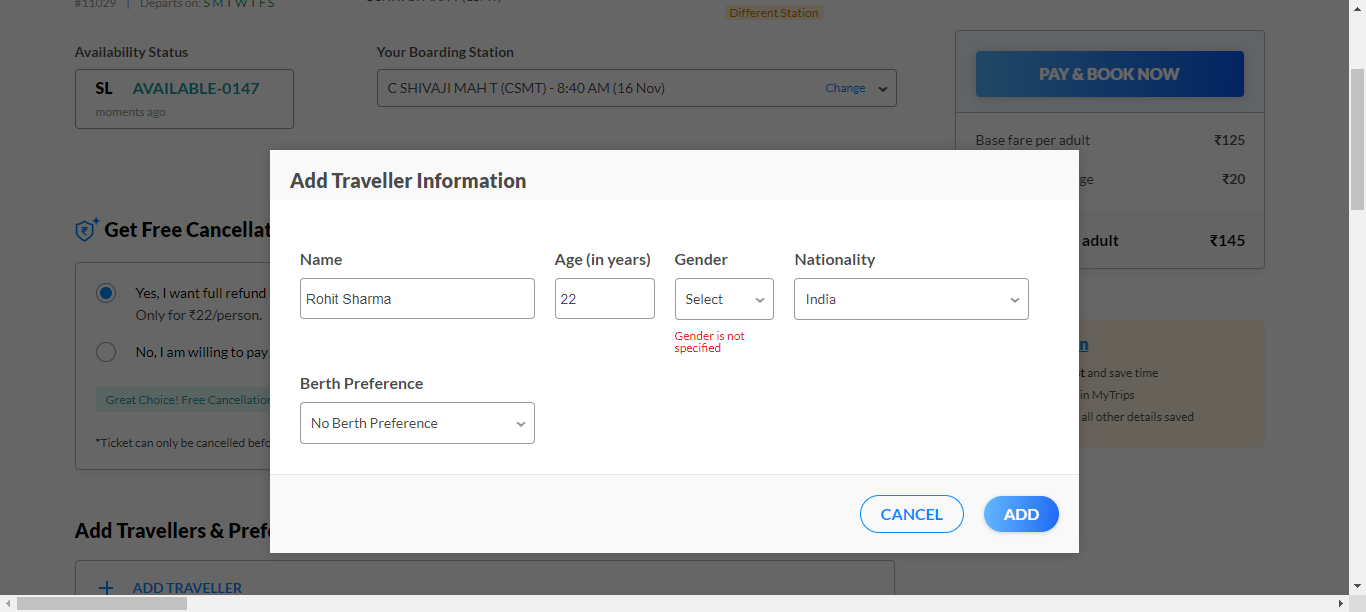 #11029 | Departs on: S M T W T F S
Different Station
Availability Status
SL AVAILABLE-0147
moments ago
Your Boarding Station
C SHIVAJI MAH T (CSMT) - 8:40 AM (16 Nov)
Change
PAY & BOOK NOW
Base fare per adult ₹125
ge ₹20
adult ₹145
Get Free Cancellat
Yes, I want full refund
Only for ₹22/person.
No, I am willing to pay
Great Choice! Free Cancellation
*Ticket can only be cancelled befo
Add Traveller Information
Name
Rohit Sharma
Age (in years)
22
Gender
Select
Gender is not
specified
Nationality
India
Berth Preference
No Berth Preference
CANCEL
ADD
n
t and save time
in MyTrips
all other details saved
Add Travellers & Prefe
ADD TRAVELLER